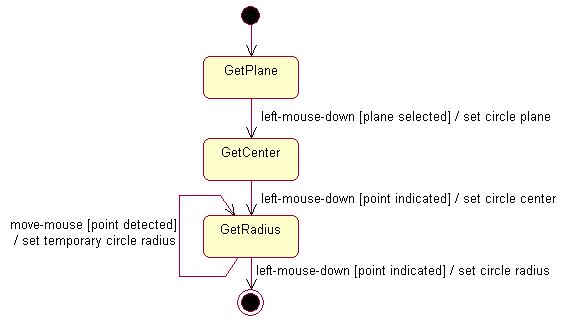 GetPlane
left-mouse-down [plane selected] / set circle plane
GetCenter
left-mouse-down [point indicated] / set circle center
move-mouse [point detected]
/ set temporary circle radius
GetRadius
left-mouse-down [point indicated] / set circle radius